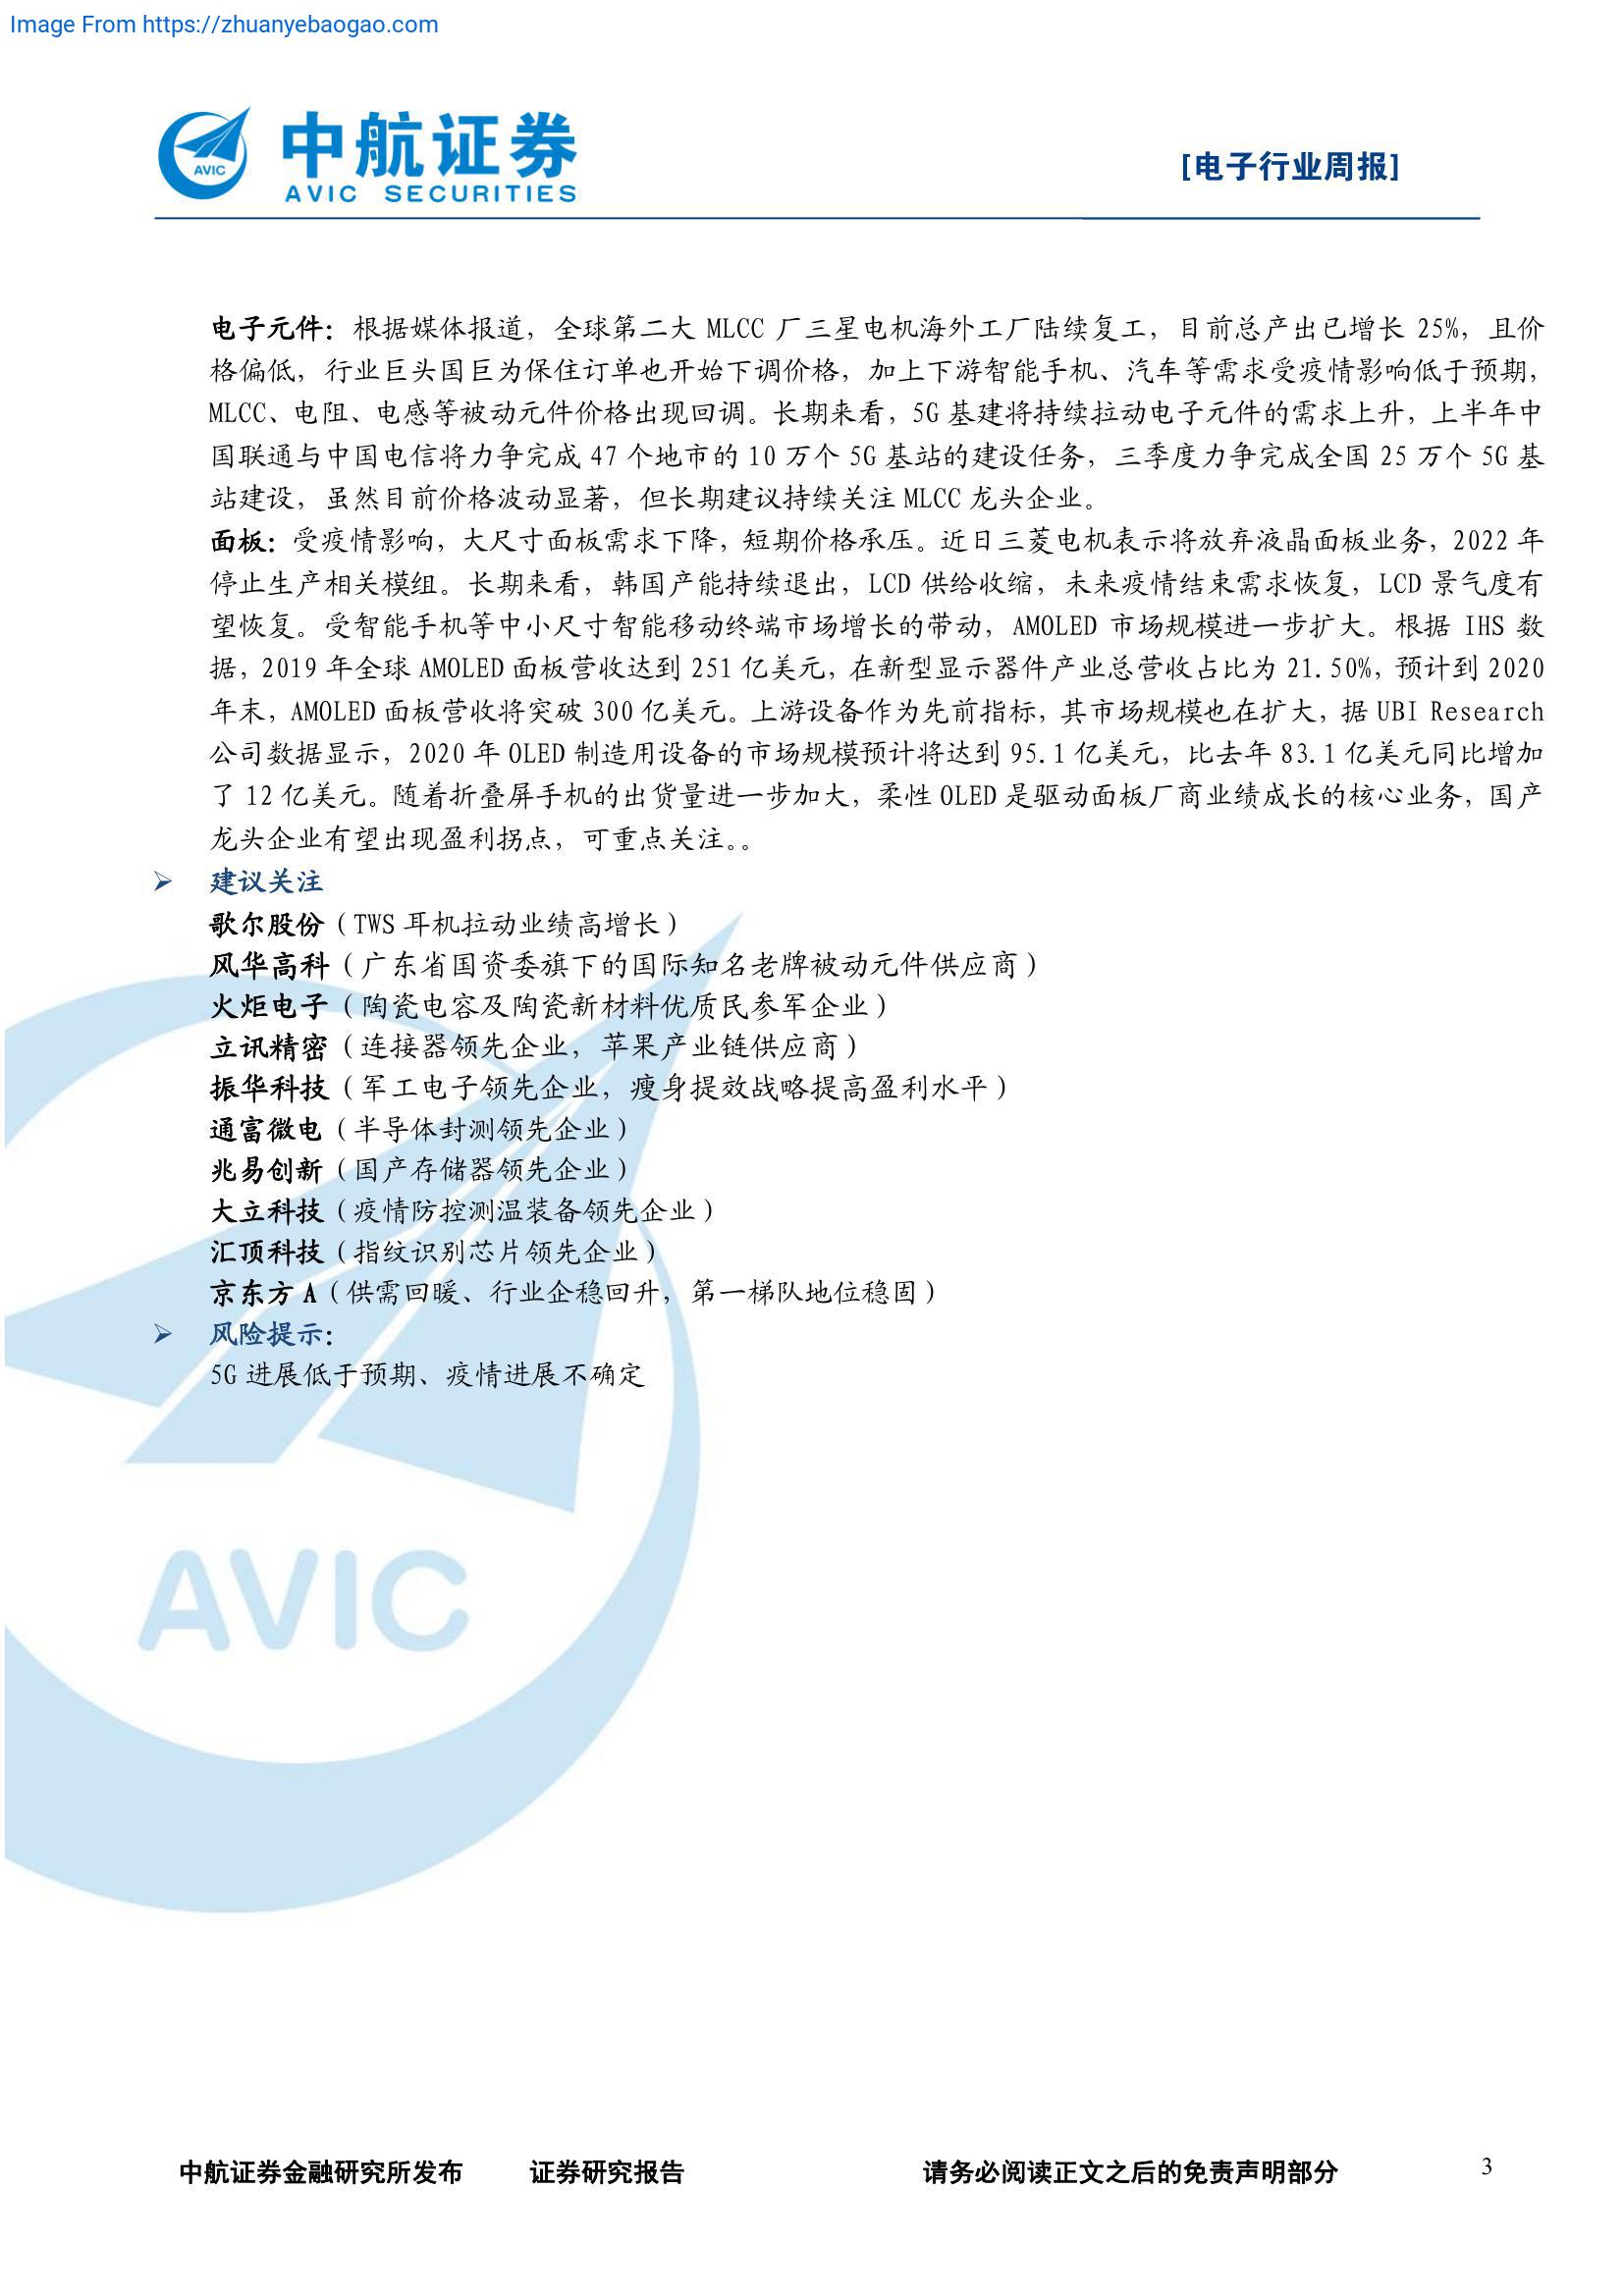 Image From https://zhuanyebaogao.com
AVIC
中航证券
AVIC SECURITIES
[电子行业周报]
电子元件：根据媒体报道，全球第二大 MLCC 厂三星电机海外工厂陆续复工，目前总产出已增长 25%，且价
格偏低，行业巨头国巨为保住订单也开始下调价格，加上下游智能手机、汽车等需求受疫情影响低于预期，
MLCC、电阻、电感等被动元件价格出现回调。长期来看，5G 基建将持续拉动电子元件的需求上升，上半年中
国联通与中国电信将力争完成 47 个地市的 10 万个 5G 基站的建设任务，三季度力争完成全国 25 万个 5G 基
站建设，虽然目前价格波动显著，但长期建议持续关注 MLCC 龙头企业。
面板：受疫情影响，大尺寸面板需求下降，短期价格承压。近日三菱电机表示将放弃液晶面板业务，2022 年
停止生产相关模组。长期来看，韩国产能持续退出，LCD 供给收缩，未来疫情结束需求恢复，LCD 景气度有
望恢复。受智能手机等中小尺寸智能移动终端市场增长的带动，AMOLED 市场规模进一步扩大。根据 IHS 数
据，2019 年全球 AMOLED 面板营收达到 251 亿美元，在新型显示器件产业总营收占比为 21.50%，预计到 2020
年末，AMOLED 面板营收将突破 300 亿美元。上游设备作为先前指标，其市场规模也在扩大，据 UBI Research
公司数据显示，2020 年 OLED 制造用设备的市场规模预计将达到 95.1 亿美元，比去年 83.1 亿美元同比增加
了 12 亿美元。随着折叠屏手机的出货量进一步加大，柔性 OLED 是驱动面板厂商业绩成长的核心业务，国产
龙头企业有望出现盈利拐点，可重点关注。。
➢ 建议关注
歌尔股份（TWS 耳机拉动业绩高增长）
风华高科（广东省国资委旗下的国际知名老牌被动元件供应商）
火炬电子（陶瓷电容及陶瓷新材料优质民参军企业）
立讯精密（连接器领先企业，苹果产业链供应商）
振华科技（军工电子领先企业，瘦身提效战略提高盈利水平）
通富微电（半导体封测领先企业）
兆易创新（国产存储器领先企业）
大立科技（疫情防控测温装备领先企业）
汇顶科技（指纹识别芯片领先企业）
京东方 A（供需回暖、行业企稳回升，第一梯队地位稳固）
➢ 风险提示：
5G 进展低于预期、疫情进展不确定
AVIC
中航证券金融研究所发布 证券研究报告 请务必阅读正文之后的免责声明部分 3